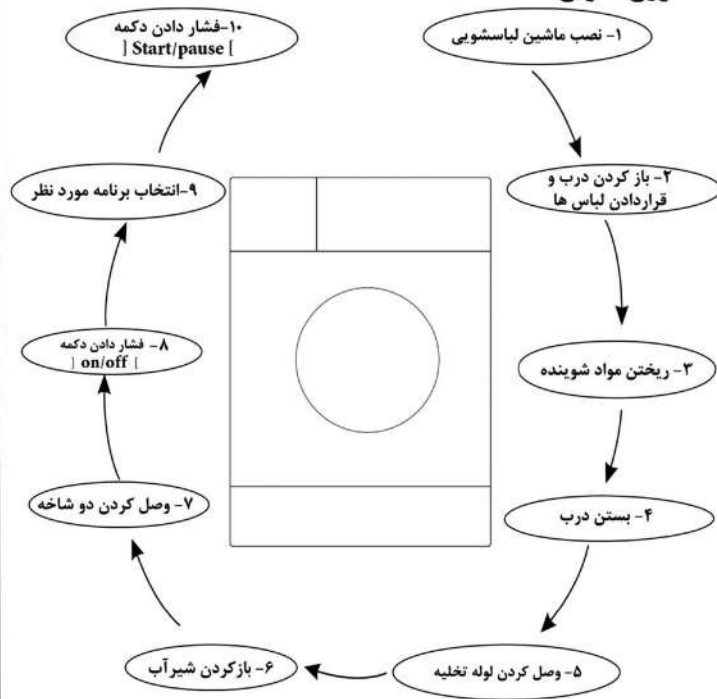 ۱- نصب ماشین لباسشویی
۲- باز کردن درب و
قراردادن لباس ها
۳- ریختن مواد شوینده
۴- بستن درب
۵- وصل کردن لوله تخلیه
۶- بازکردن شیرآب
۷- وصل کردن دو شاخه
۸- فشار دادن دکمه
] on/off [
۹-انتخاب برنامه مورد نظر
۱۰-فشار دادن دکمه
] Start/pause [